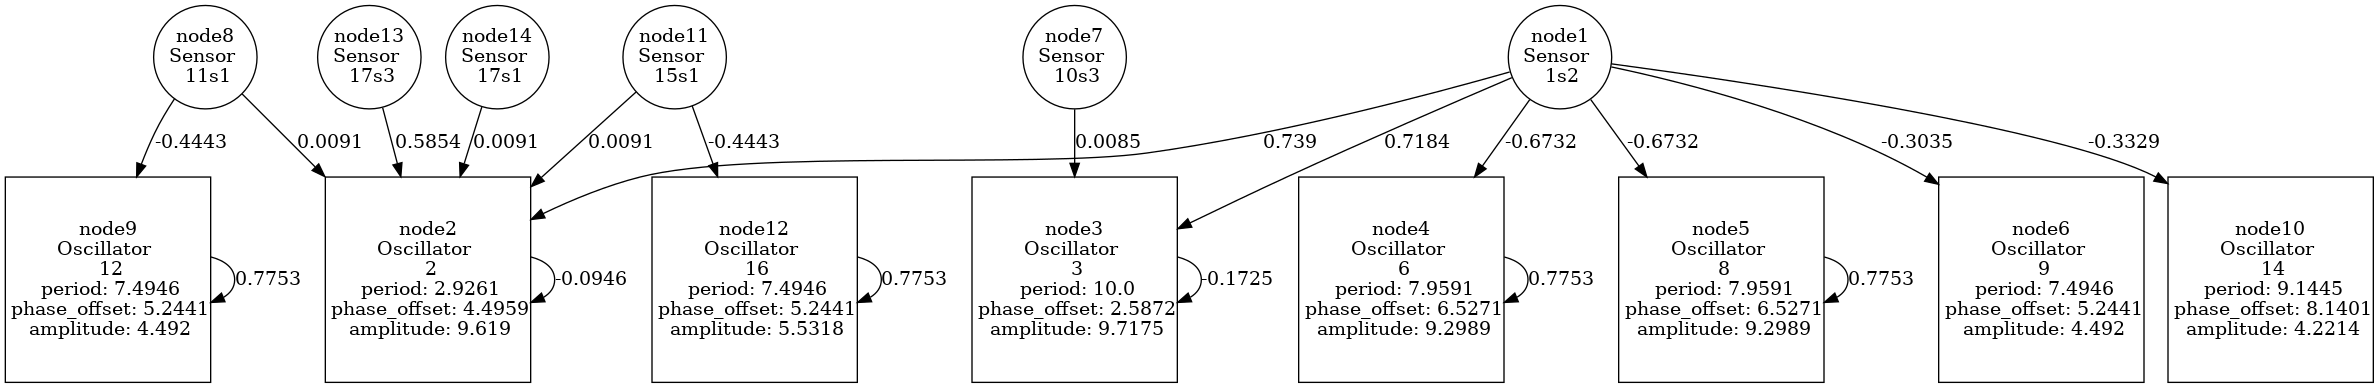 node8
Sensor
11s1
node13
Sensor
17s3
node14
Sensor
17s1
node11
Sensor
15s1
node7
Sensor
10s3
node1
Sensor
1s2
-0.4443
0.0091
0.5854
0.0091
0.0091
-0.4443
0.0085
0.739
0.7184
-0.6732
-0.6732
-0.3035
-0.3329
node9
Oscillator
12
period: 7.4946
phase_offset: 5.2441
amplitude: 4.492
0.7753
node2
Oscillator
2
period: 2.9261
phase_offset: 4.4959
amplitude: 9.619
-0.0946
node12
Oscillator
16
period: 7.4946
phase_offset: 5.2441
amplitude: 5.5318
0.7753
node3
Oscillator
3
period: 10.0
phase_offset: 2.5872
amplitude: 9.7175
-0.1725
node4
Oscillator
6
period: 7.9591
phase_offset: 6.5271
amplitude: 9.2989
0.7753
node5
Oscillator
8
period: 7.9591
phase_offset: 6.5271
amplitude: 9.2989
0.7753
node6
Oscillator
9
period: 7.4946
phase_offset: 5.2441
amplitude: 4.492
node10
Oscillator
14
period: 9.1445
phase_offset: 8.1401
amplitude: 4.2214